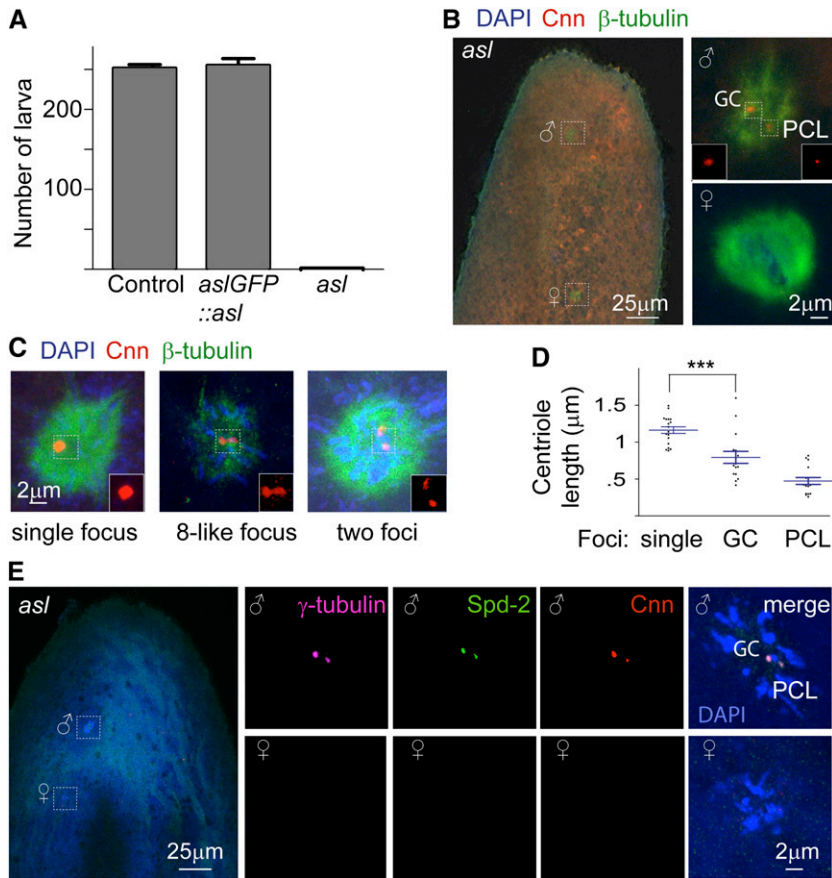 A
Number of larva
200
100
Control
aslGFP
::asl
asl
B
DAPI Cnn β-tubulin
asl
♂
♀
25μm
♂
GC
PCL
♀
2μm
C
DAPI Cnn β-tubulin
2μm
single focus
8-like focus
two foci
D
***
Centriole
length (μm)
1.5
1
.5
Foci: single GC PCL
E
asl
♂
♀
25μm
♂ γ-tubulin
♂ Spd-2
♂ Cnn
♂ merge
GC
PCL
DAPI
♀
♀
♀
♀
2μm